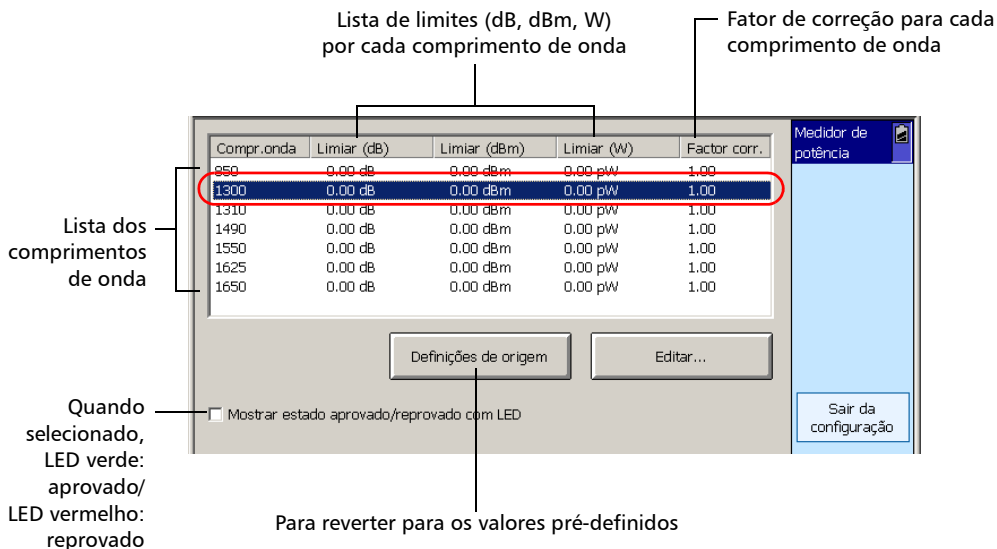 Lista de limites (dB, dBm, W)
por cada comprimento de onda
Fator de correção para cada
comprimento de onda
Compr.onda Limiar (dB) Limiar (dBm) Limiar (W) Factor corr.
850 0.00 dB 0.00 dBm 0.00 pW 1.00
1300 0.00 dB 0.00 dBm 0.00 pW 1.00
1310 0.00 dB 0.00 dBm 0.00 pW 1.00
1490 0.00 dB 0.00 dBm 0.00 pW 1.00
1550 0.00 dB 0.00 dBm 0.00 pW 1.00
1625 0.00 dB 0.00 dBm 0.00 pW 1.00
1650 0.00 dB 0.00 dBm 0.00 pW 1.00
Medidor de
potência
Lista dos
comprimentos
de onda
Definições de origem
Editar...
Mostrar estado aprovado/reprovado com LED
Sair da
configuração
Quando
selecionado,
LED verde:
aprovado/
LED vermelho:
reprovado
Para reverter para os valores pré-definidos